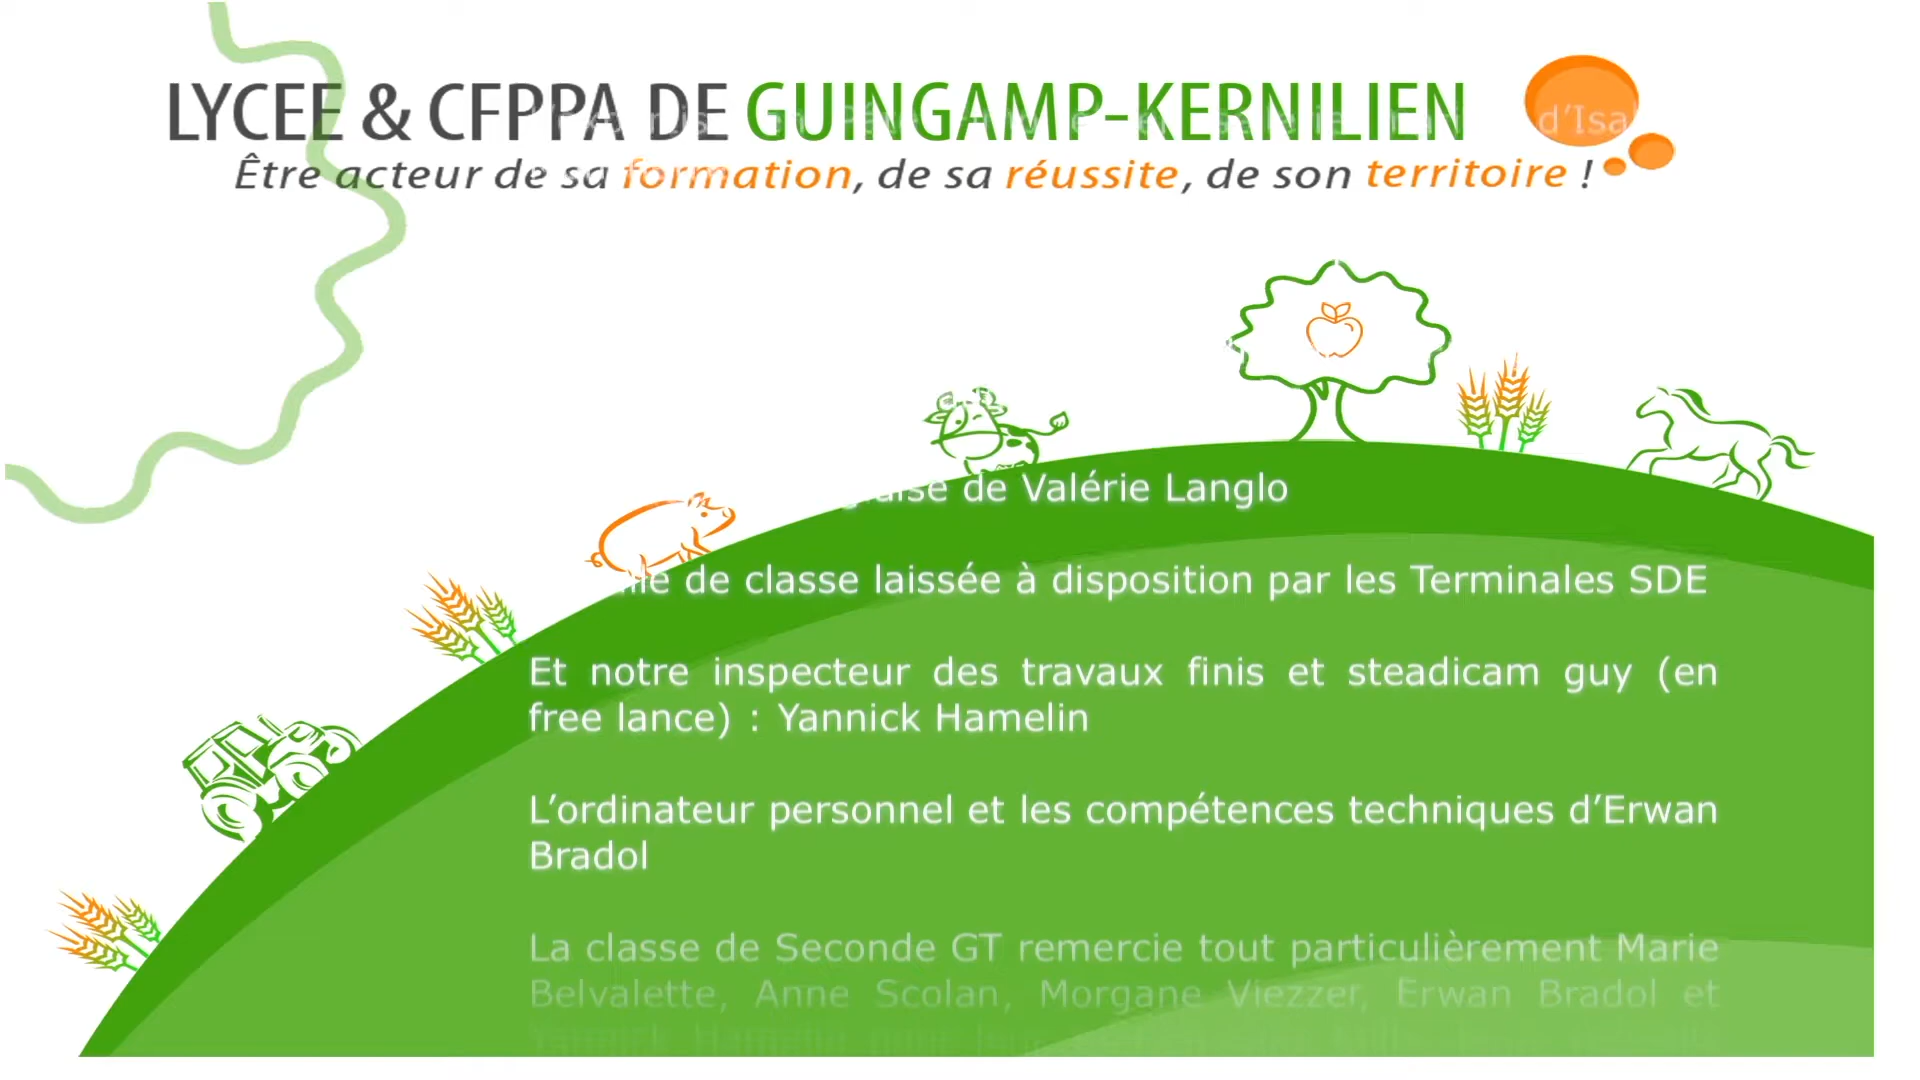 LYCEE & CFPPA DE GUINGAMP-KERNILIEN
Être acteur de sa formation, de sa réussite, de son territoire !
de Valérie Langlo
de classe laissée à disposition par les Terminales SDE
Et notre inspecteur des travaux finis et steadicam guy (en
free lance) : Yannick Hamelin
L’ordinateur personnel et les compétences techniques d’Erwan
Bradol
La classe de Seconde GT remercie tout particulièrement Marie
Belvalette, Anne Scolan, Morgane Viezzer, Erwan Bradol et
Yannick Hamelin pour